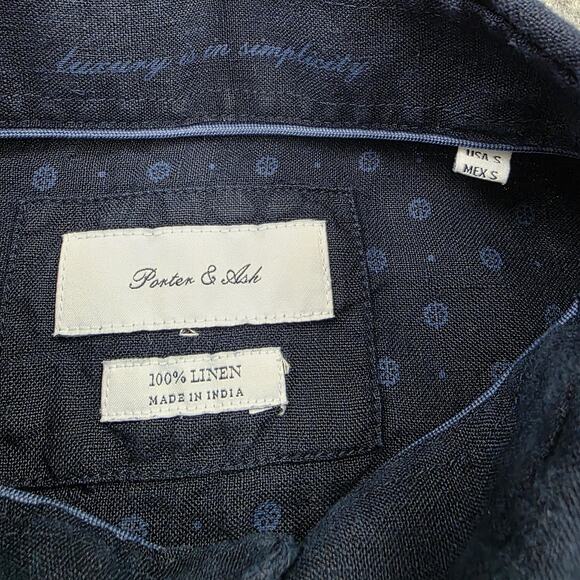 luxury is in simplicity
USA S
MEX S
Porter & Ash
100% LINEN
MADE IN INDIA